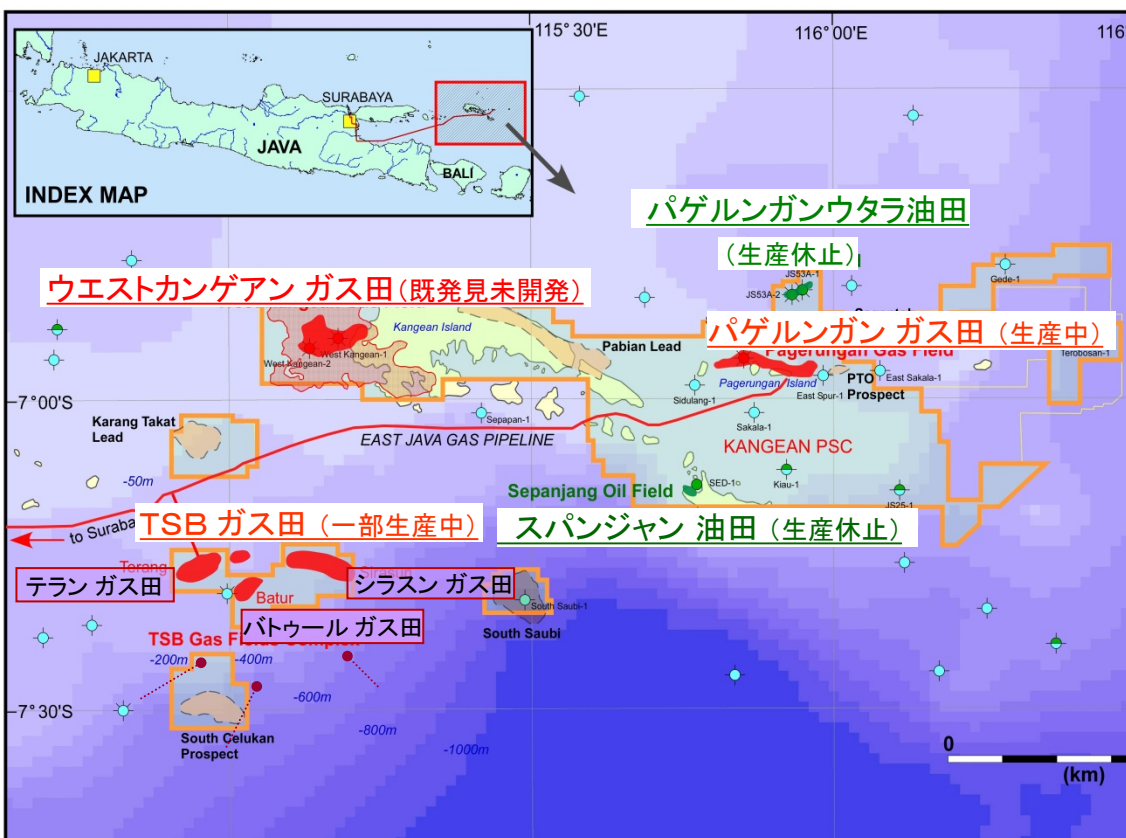 115° 30'E
116° 00'E
116°
JAKARTA
SURABAYA
JAVA
BALI
INDEX MAP
パゲルンガンウタラ油田
(生産休止)
JS53A-1
JS53A-2
Gede-1
ウエストカンゲアン ガス田(既発見未開発)
Kangean Island
West Kangean-1
West Kangean-2
Pabian Lead
パゲルンガン ガス田 (生産中)
Pagerungan Gas Field
Terobosan-1
Pagerungan Island
East Sakala-1
PTO
Prospect
East Spur-1
Sidulang-1
-7° 00'S
Sepapan-1
Sakala-1
Karang Takat
Lead
EAST JAVA GAS PIPELINE
KANGEAN PSC
-50m
Kiau-1
SED-1
Sepanjang Oil Field
JS25-1
to Suraba
TSB ガス田 (一部生産中)
スパンジャン 油田 (生産休止)
Terang
Sirasun
テラン ガス田
シラスン ガス田
Batur
South Saubi-1
バトゥール ガス田
South Saubi
TSB Gas Fields Complex
-200m
-400m
-600m
-7° 30'S
-800m
South Celukan
Prospect
-1000m
0
(km)